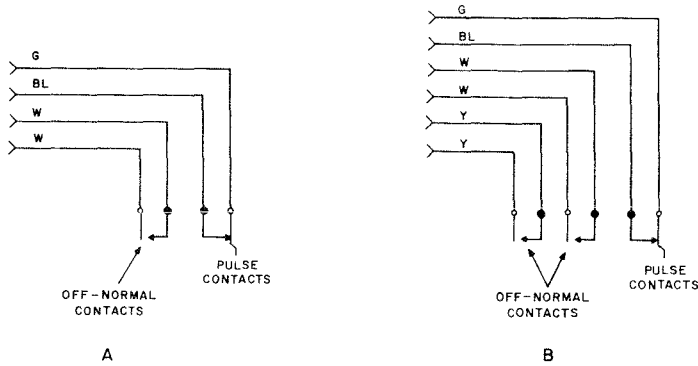 G
BL
W
W
PULSE
CONTACTS
OFF-NORMAL
CONTACTS
A
G
BL
W
W
Y
Y
PULSE
CONTACTS
OFF-NORMAL
CONTACTS
B